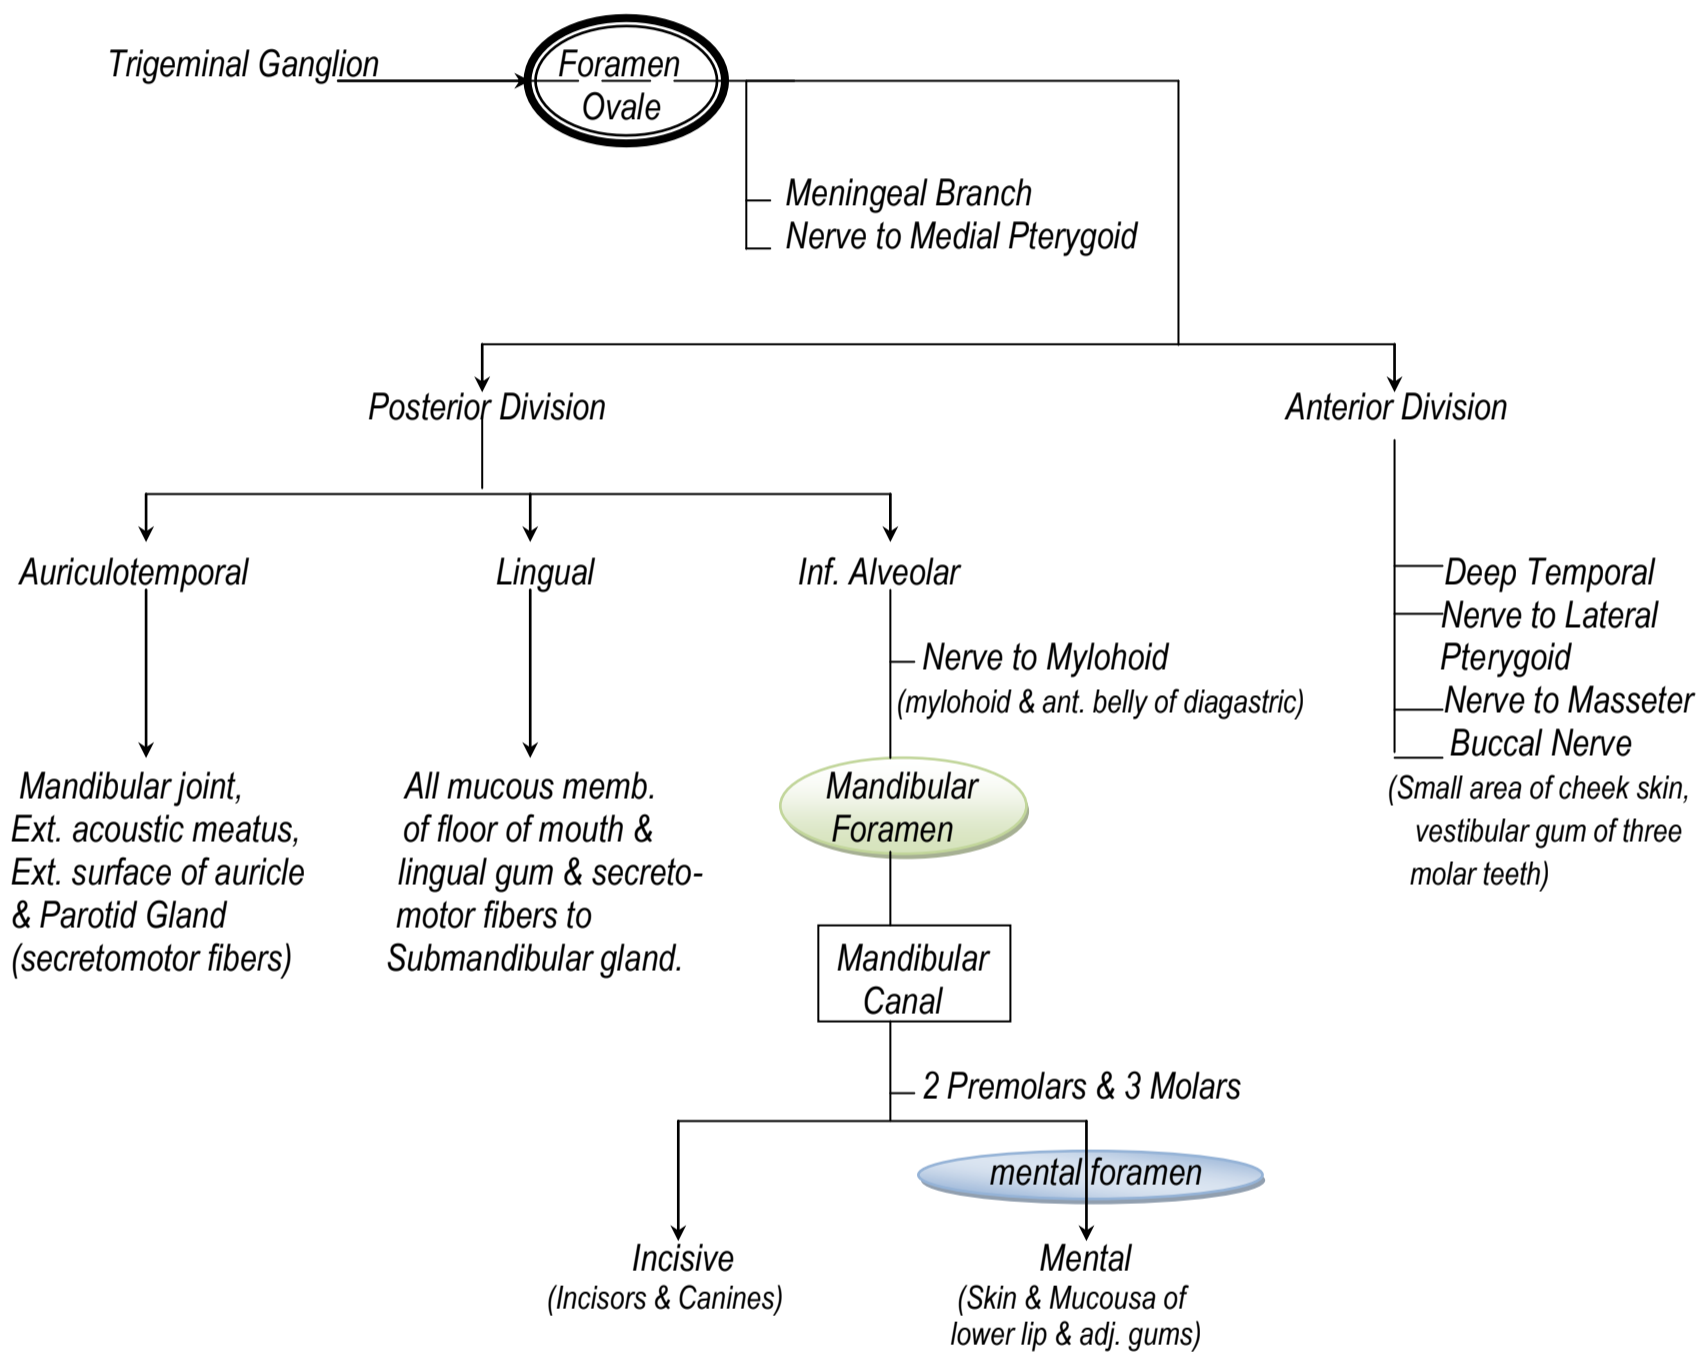 Trigeminal Ganglion
Foramen
Ovale
Meningeal Branch
Nerve to Medial Pterygoid
Posterior Division
Anterior Division
Auriculotemporal
Mandibular joint,
Ext. acoustic meatus,
Ext. surface of auricle
& Parotid Gland
(secretomotor fibers)
Lingual
All mucous memb.
of floor of mouth &
lingual gum & secreto-
motor fibers to
Submandibular gland.
Inf. Alveolar
Nerve to Mylohoid
(mylohoid & ant. belly of diagastric)
Mandibular
Foramen
Mandibular
Canal
2 Premolars & 3 Molars
Incisive
(Incisors & Canines)
mental foramen
Mental
(Skin & Mucousa of
lower lip & adj. gums)
Deep Temporal
Nerve to Lateral
Pterygoid
Nerve to Masseter
Buccal Nerve
(Small area of cheek skin,
vestibular gum of three
molar teeth)